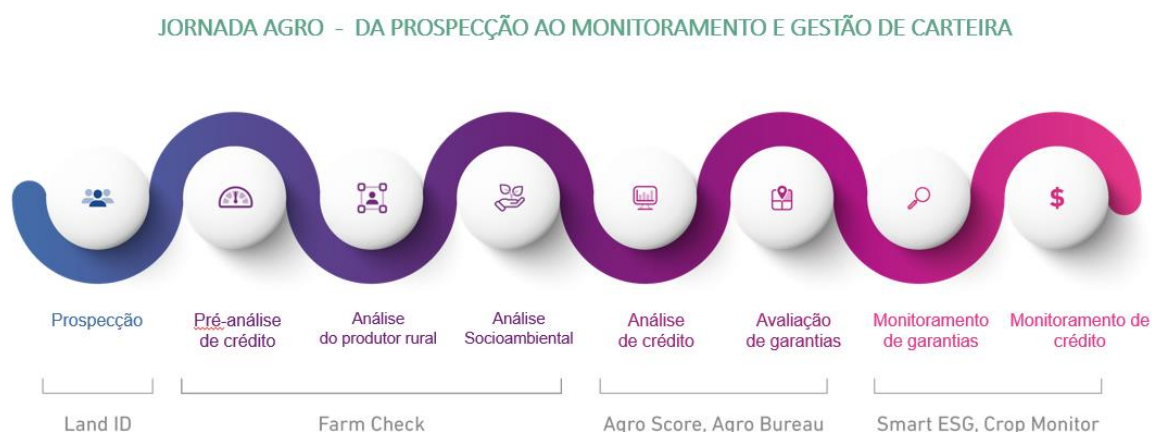 JORNADA AGRO - DA PROSPECÇÃO AO MONITORAMENTO E GESTÃO DE CARTEIRA
$
Prospecção
Pré-análise
de crédito
Análise
do produtor rural
Análise
Socioambiental
Análise
de crédito
Avaliação
de garantias
Monitoramento
de garantias
Monitoramento de
crédito
Land ID
Farm Check
Agro Score, Agro Bureau
Smart ESG, Crop Monitor